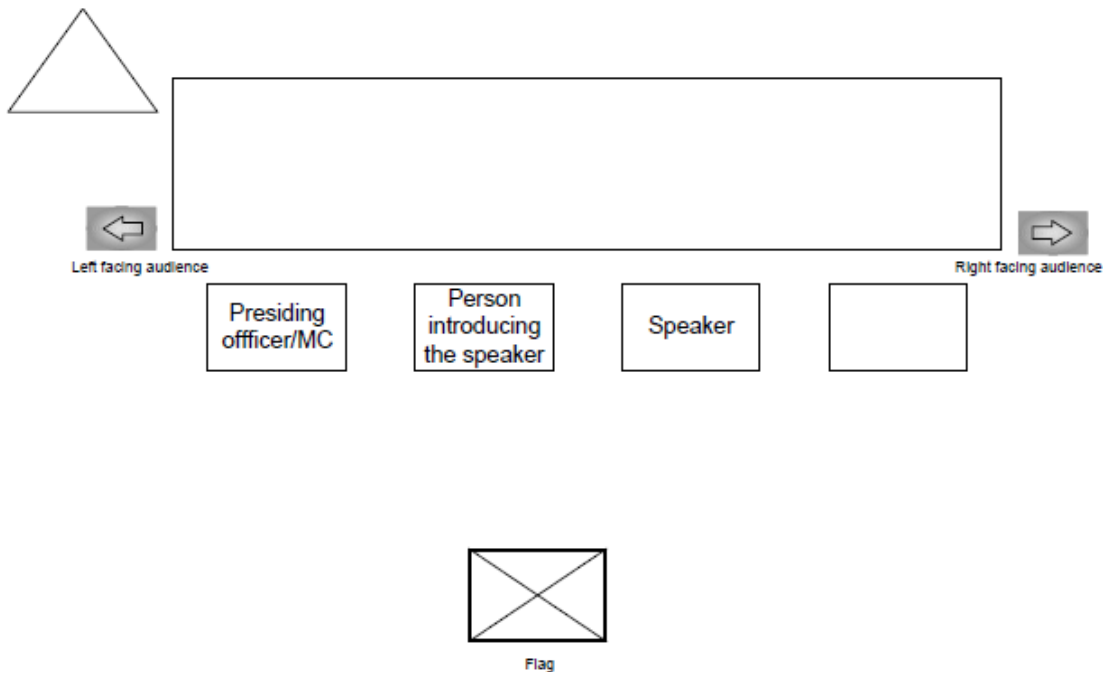 Left facing audience
Right facing audience
Presiding
offficer/MC
Person
introducing
the speaker
Speaker
Flag